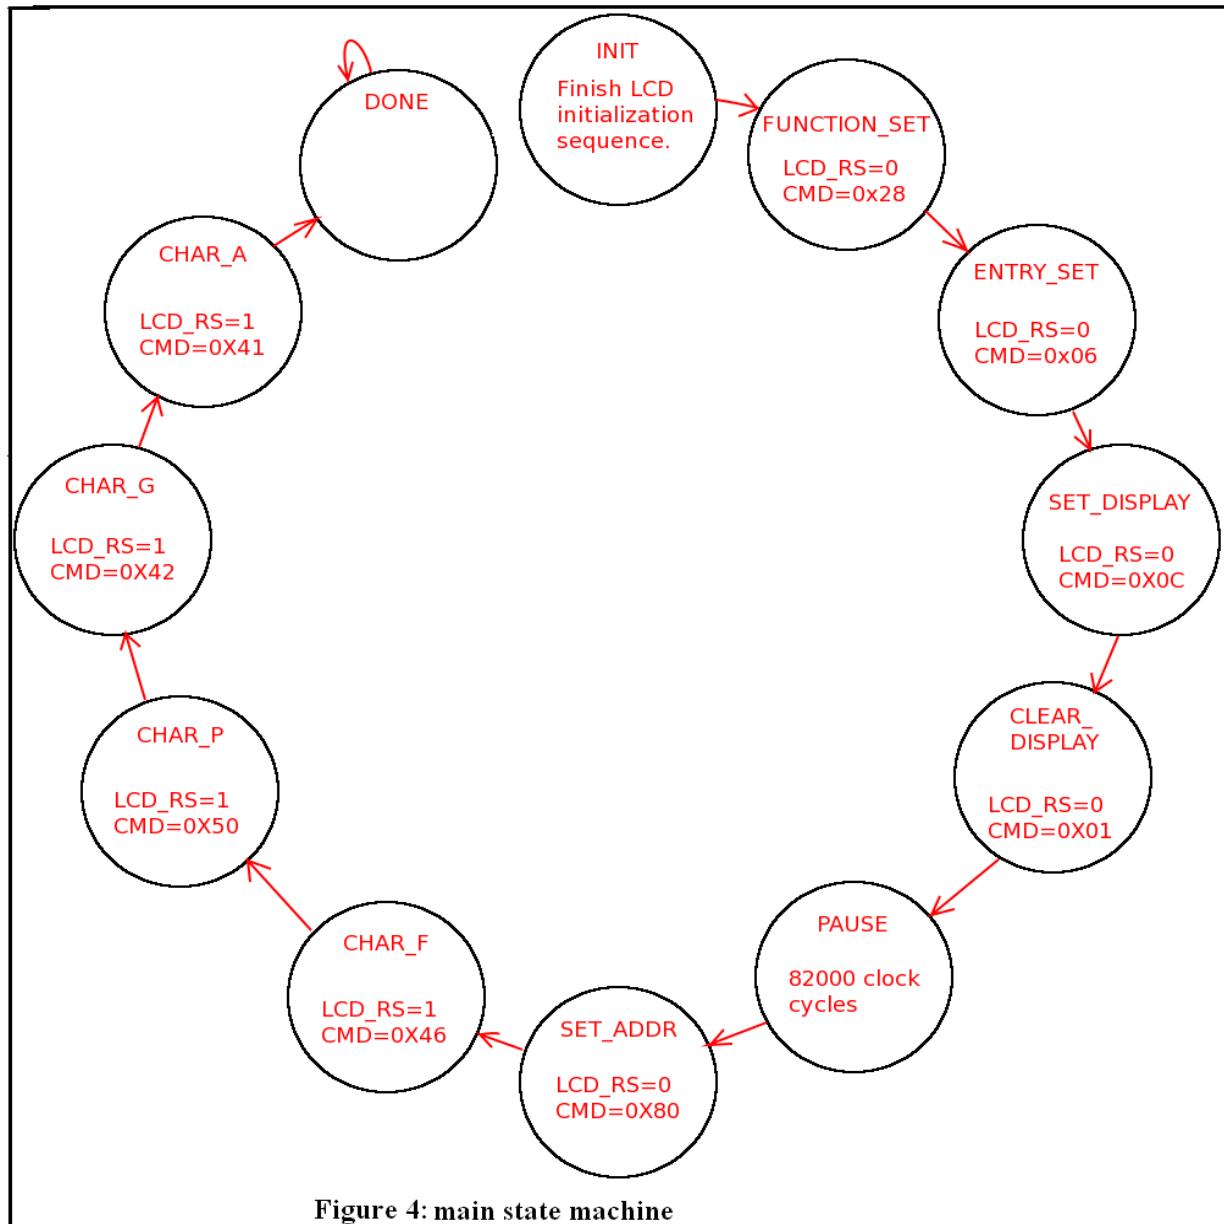 INIT
Finish LCD
initialization
sequence.
FUNCTION_SET
LCD_RS=0
CMD=0x28
ENTRY_SET
LCD_RS=0
CMD=0x06
SET_DISPLAY
LCD_RS=0
CMD=0X0C
CLEAR_
DISPLAY
LCD_RS=0
CMD=0X01
PAUSE
82000 clock
cycles
SET_ADDR
LCD_RS=0
CMD=0X80
CHAR_F
LCD_RS=1
CMD=0X46
CHAR_P
LCD_RS=1
CMD=0X50
CHAR_G
LCD_RS=1
CMD=0X42
CHAR_A
LCD_RS=1
CMD=0X41
DONE
Figure 4: main state machine